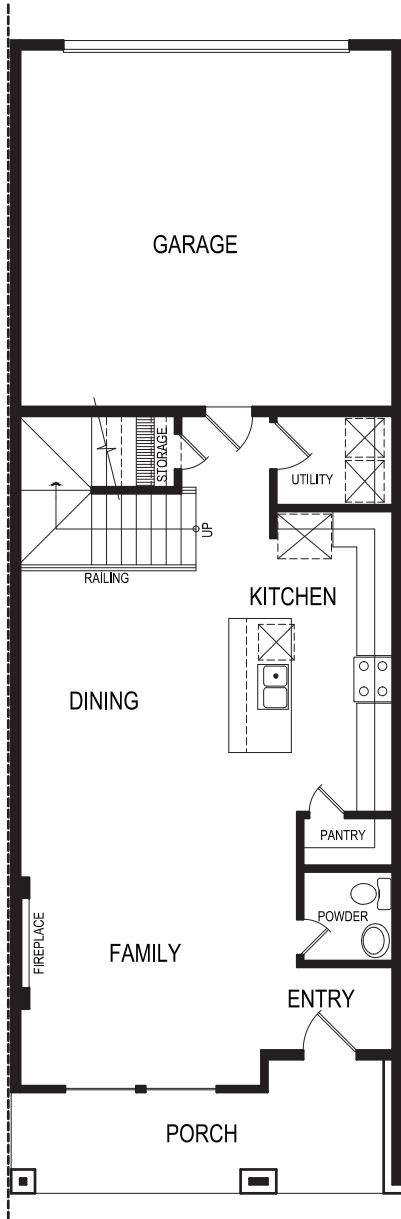 GARAGE
STORAGE
UTILITY
UP
RAILING
KITCHEN
DINING
PANTRY
POWDER
FIREPLACE
FAMILY
ENTRY
PORCH